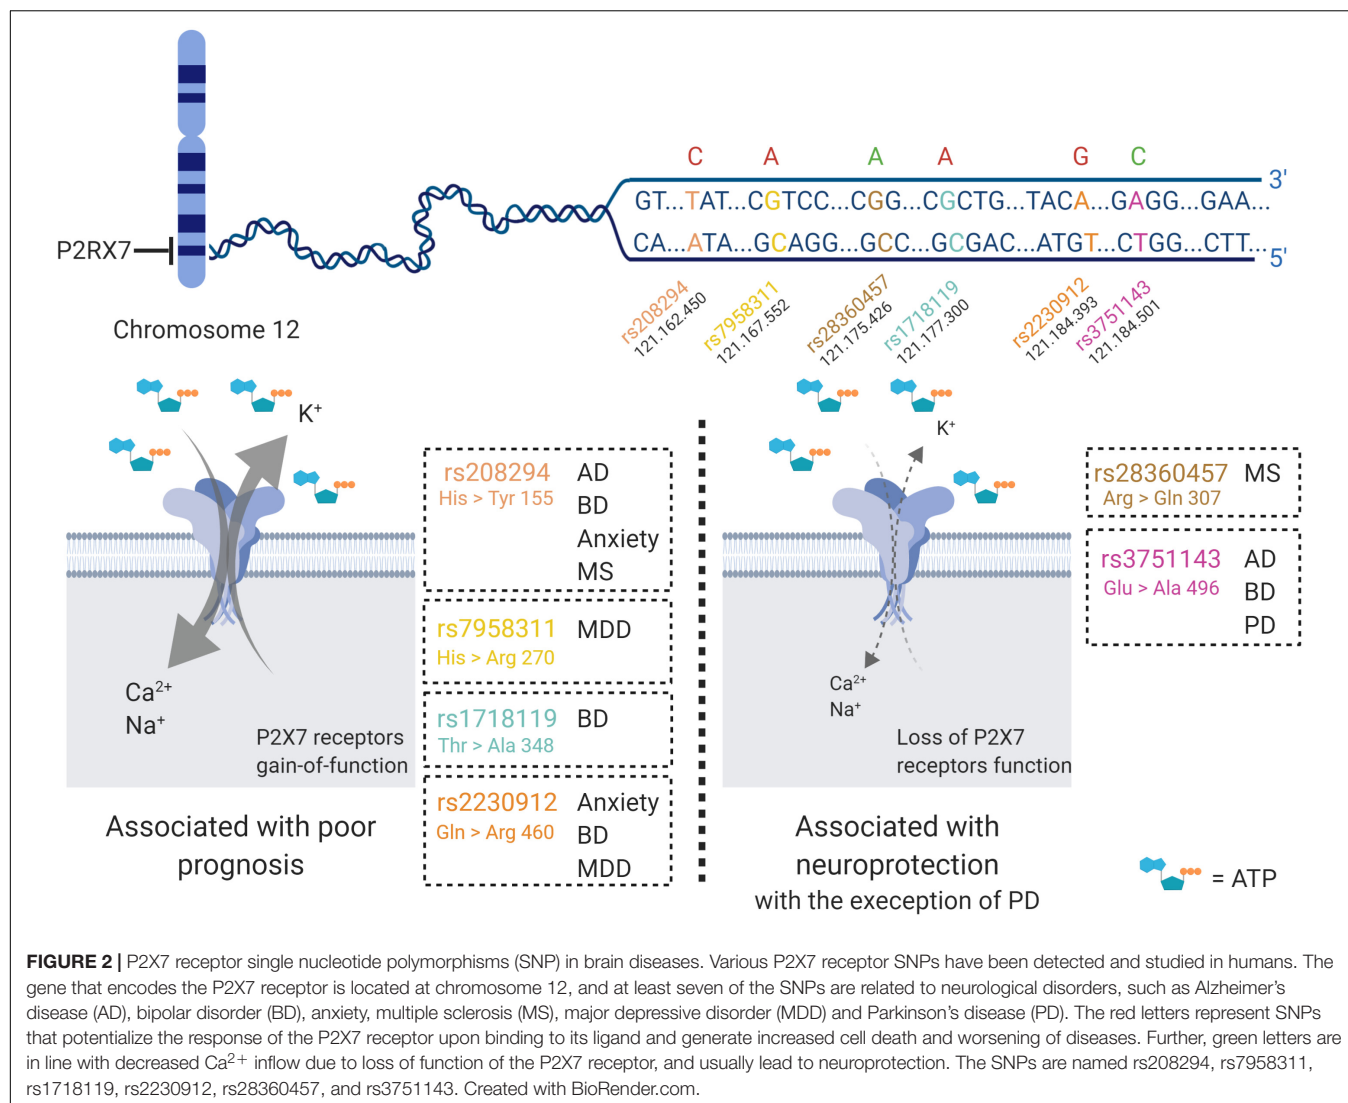 C A A A G C
3'
GT...TAT...CGTCC...CGG...CGCTG...TACA...GAGG...GAA...
P2RX7
CA...ATA...GCAGG...GCC...GCGAC...ATGT...CTGG...CTT...
5'
rs208294
121.162.450
rs7958311
121.167.552
rs28360457
121.175.426
rs1718119
121.177.300
rs2230912
121.184.393
rs3751143
121.184.501
Chromosome 12
K+
Ca2+
Na+
P2X7 receptors
gain-of-function
Associated with poor
prognosis
rs208294 AD
His > Tyr 155
BD
Anxiety
MS
rs7958311 MDD
His > Arg 270
rs1718119 BD
Thr > Ala 348
rs2230912 Anxiety
Gln > Arg 460 BD
MDD
K+
Ca2+
Na+
Loss of P2X7
receptors function
Associated with
neuroprotection
with the exeception of PD
rs28360457 MS
Arg > Gln 307
rs3751143 AD
Glu > Ala 496 BD
PD
= ATP
FIGURE 2 | P2X7 receptor single nucleotide polymorphisms (SNP) in brain diseases. Various P2X7 receptor SNPs have been detected and studied in humans. The
gene that encodes the P2X7 receptor is located at chromosome 12, and at least seven of the SNPs are related to neurological disorders, such as Alzheimer's
disease (AD), bipolar disorder (BD), anxiety, multiple sclerosis (MS), major depressive disorder (MDD) and Parkinson's disease (PD). The red letters represent SNPs
that potentialize the response of the P2X7 receptor upon binding to its ligand and generate increased cell death and worsening of diseases. Further, green letters are
in line with decreased Ca2+ inflow due to loss of function of the P2X7 receptor, and usually lead to neuroprotection. The SNPs are named rs208294, rs7958311,
rs1718119, rs2230912, rs28360457, and rs3751143. Created with BioRender.com.